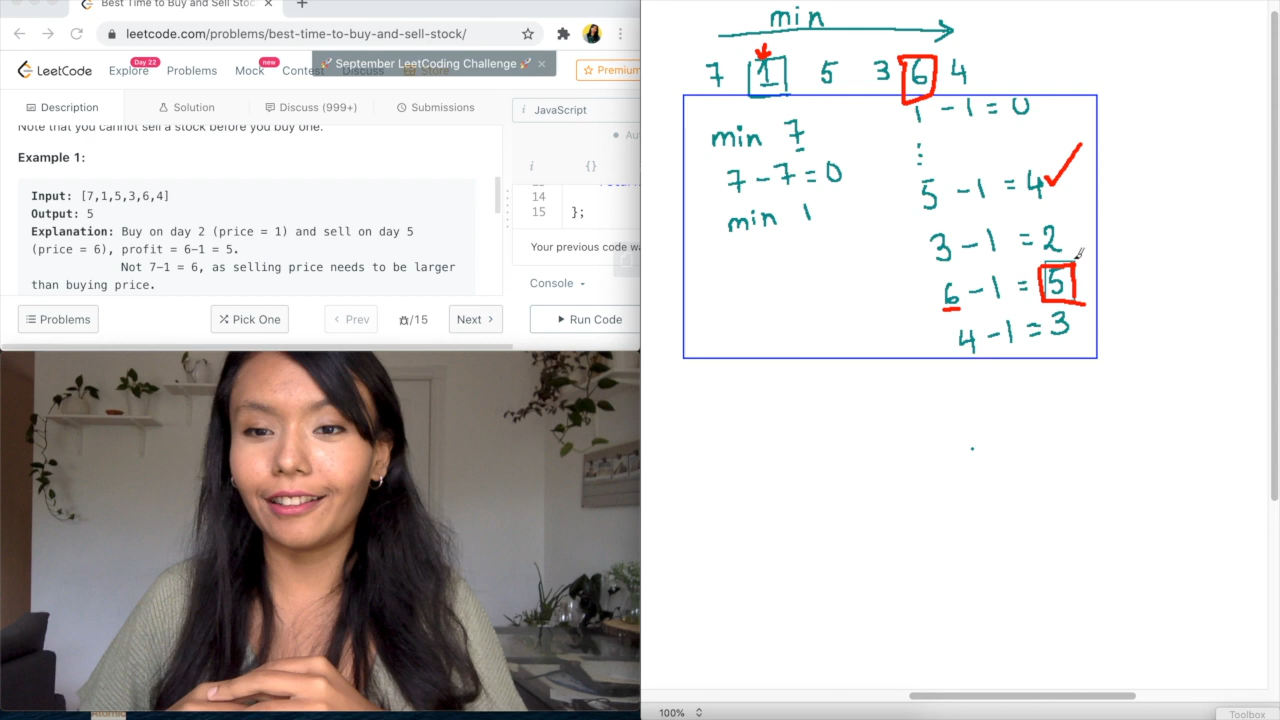 Best Time to Buy and Sell Stoc
leetcode.com/problems/best-time-to-buy-and-sell-stock/
September LeetCoding Challenge
LeetCode
Explore
Day 22
Problem
Mock
new
Contest
Discuss
Store
Premium
Description
Solution
Discuss (999+)
Submissions
JavaScript
Note that you cannot sell a stock before you buy one.
Example 1:
Input: [7,1,5,3,6,4]
Output: 5
Explanation: Buy on day 2 (price = 1) and sell on day 5
(price = 6), profit = 6-1 = 5.
Not 7-1 = 6, as selling price needs to be larger
than buying price.
i
{}
14
15 };
Your previous code wa
Console
Problems
Pick One
Prev
/15
Next
Run Code
min
7 1 5 3 6 4
min 7
7 - 7 = 0
min 1
1 - 1 = 0
5 - 1 = 4
3 - 1 = 2
6 - 1 = 5
4 - 1 = 3
100%
Toolbox